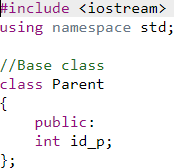 #include <iostream>
using namespace std;
//Base class
class Parent
{
public:
int id_p;
};